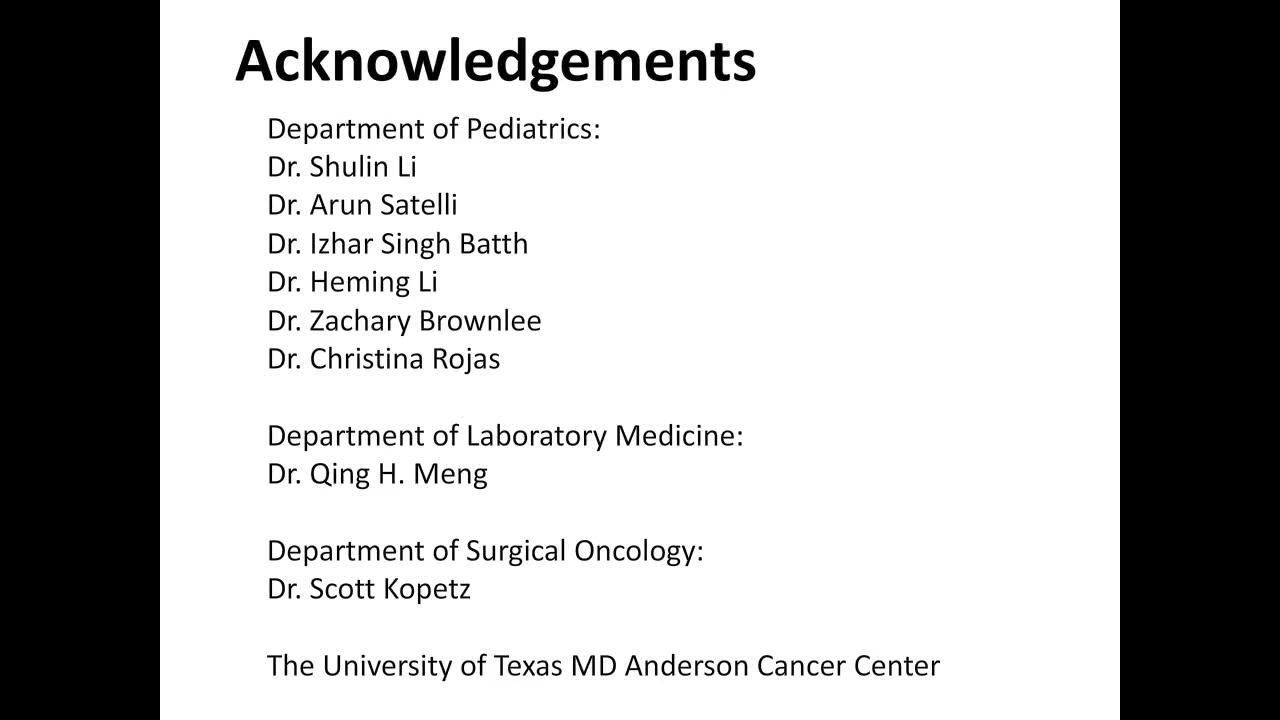 Acknowledgements
Department of Pediatrics:
Dr. Shulin Li
Dr. Arun Satelli
Dr. Izhar Singh Batth
Dr. Heming Li
Dr. Zachary Brownlee
Dr. Christina Rojas
Department of Laboratory Medicine:
Dr. Qing H. Meng
Department of Surgical Oncology:
Dr. Scott Kopetz
The University of Texas MD Anderson Cancer Center